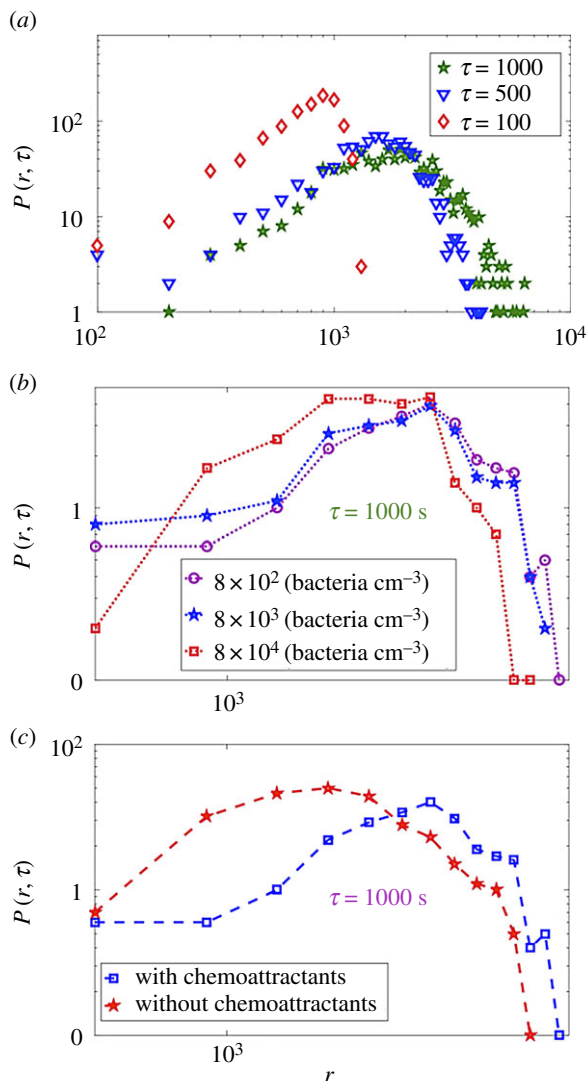 (a)
P(r, τ)
10²
10
1
10²
10³
10⁴
τ = 1000
τ = 500
τ = 100
(b)
P(r, τ)
1
0
10³
τ = 1000 s
8 × 10² (bacteria cm⁻³)
8 × 10³ (bacteria cm⁻³)
8 × 10⁴ (bacteria cm⁻³)
(c)
P(r, τ)
10²
1
0
10³
τ = 1000 s
with chemoattractants
without chemoattractants
r